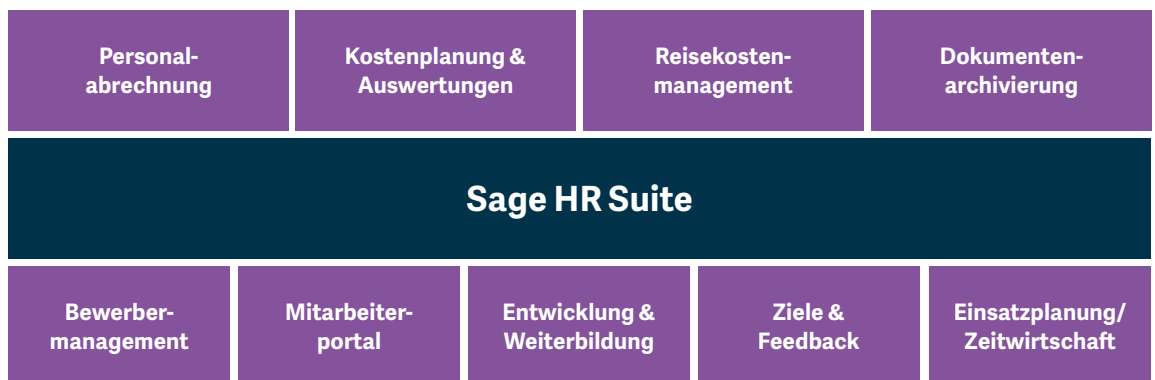 Personal-
abrechnung
Kostenplanung &
Auswertungen
Reisekosten-
management
Dokumenten-
archivierung
Sage HR Suite
Bewerber-
management
Mitarbeiter-
portal
Entwicklung &
Weiterbildung
Ziele &
Feedback
Einsatzplanung/
Zeitwirtschaft